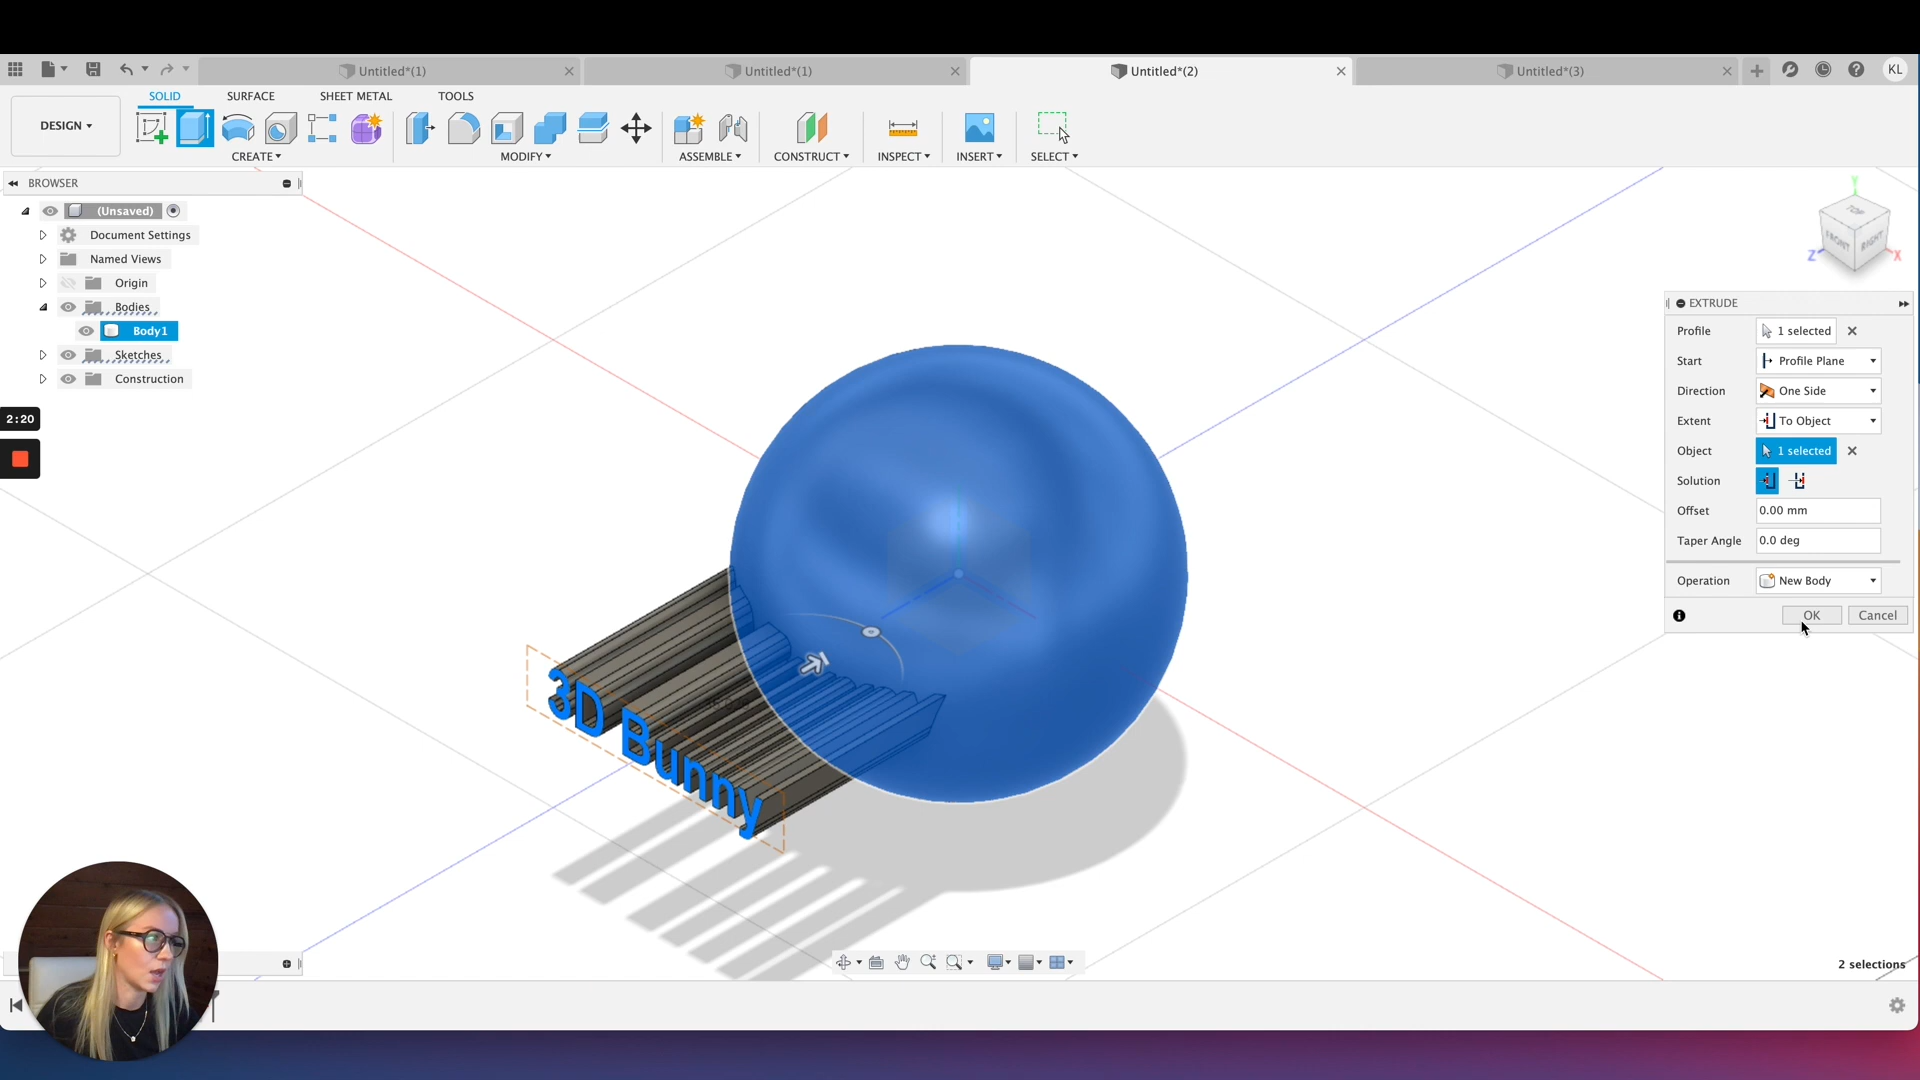 Untitled*(1)
Untitled*(1)
Untitled*(2)
Untitled*(3)
KL
SOLID
SURFACE
SHEET METAL
TOOLS
DESIGN
CREATE
MODIFY
ASSEMBLE
CONSTRUCT
INSPECT
INSERT
SELECT
BROWSER
(Unsaved)
Document Settings
Named Views
Origin
Bodies
Body1
Sketches
Construction
2:20
Y
TOP
FRONT
RIGHT
Z
X
EXTRUDE
Profile
1 selected
Start
Profile Plane
Direction
One Side
Extent
To Object
Object
1 selected
Solution
Offset
0.00 mm
Taper Angle
0.0 deg
Operation
New Body
OK
Cancel
3D Bunny
2 selections